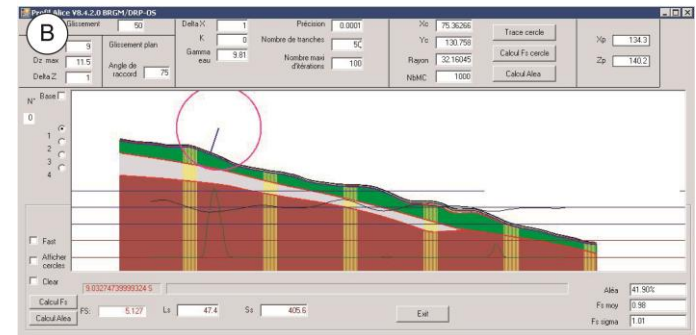 Profil Alice V8.4.2.0 BRGM/DRP-OS
B
Glissement 50
9
Dz max 11.5
Delta Z 1
Glissement plan
Angle de raccord 75
Delta X 1
K 0
Gamma eau 9.81
Précision 0.0001
Nombre de tranches 50
Nombre maxi d'itérations 100
Xc 75.36266
Yc 130.758
Rayon 32.16045
NbMC 1000
Trace cercle
Calcul Fs cercle
Calcul Alea
Xp 134.3
Zp 140.2
N° Base
0
1
2
3
4
Fast
Afficher cercles
Clear
9.03274739999324 S
Calcul Fs
Calcul Alea
FS: 5.127
Ls 47.4
Ss 405.6
Exit
Aléa 41.90%
Fs moy 0.98
Fs sigma 1.01